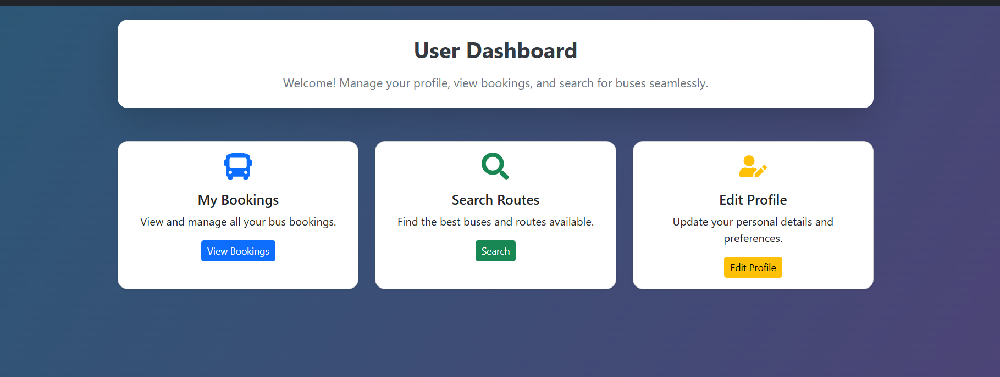 User Dashboard
Welcome! Manage your profile, view bookings, and search for buses seamlessly.
My Bookings
View and manage all your bus bookings.
View Bookings
Search Routes
Find the best buses and routes available.
Search
Edit Profile
Update your personal details and
preferences.
Edit Profile